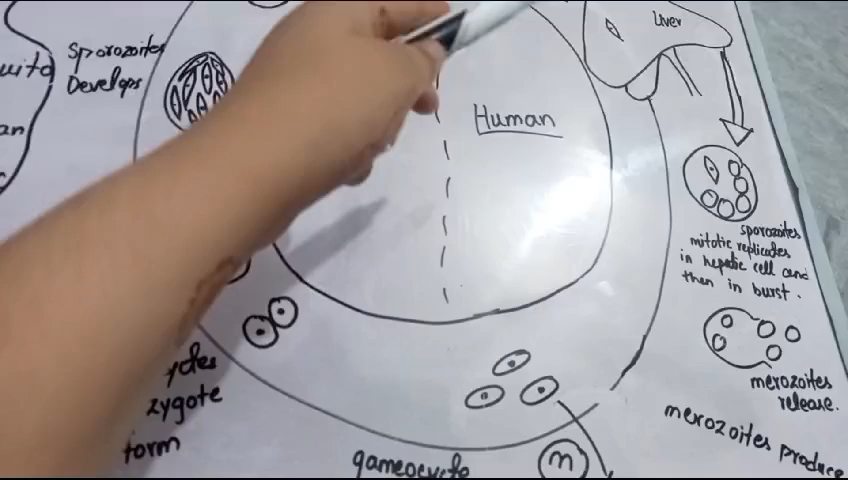 Sporozoites
Develops
Human
Liver
sporozoites
mitotic replicates
in hepatic cell and
then in burst.
merozoites
release.
merozoites produce
zygote
form
gameocyte
m